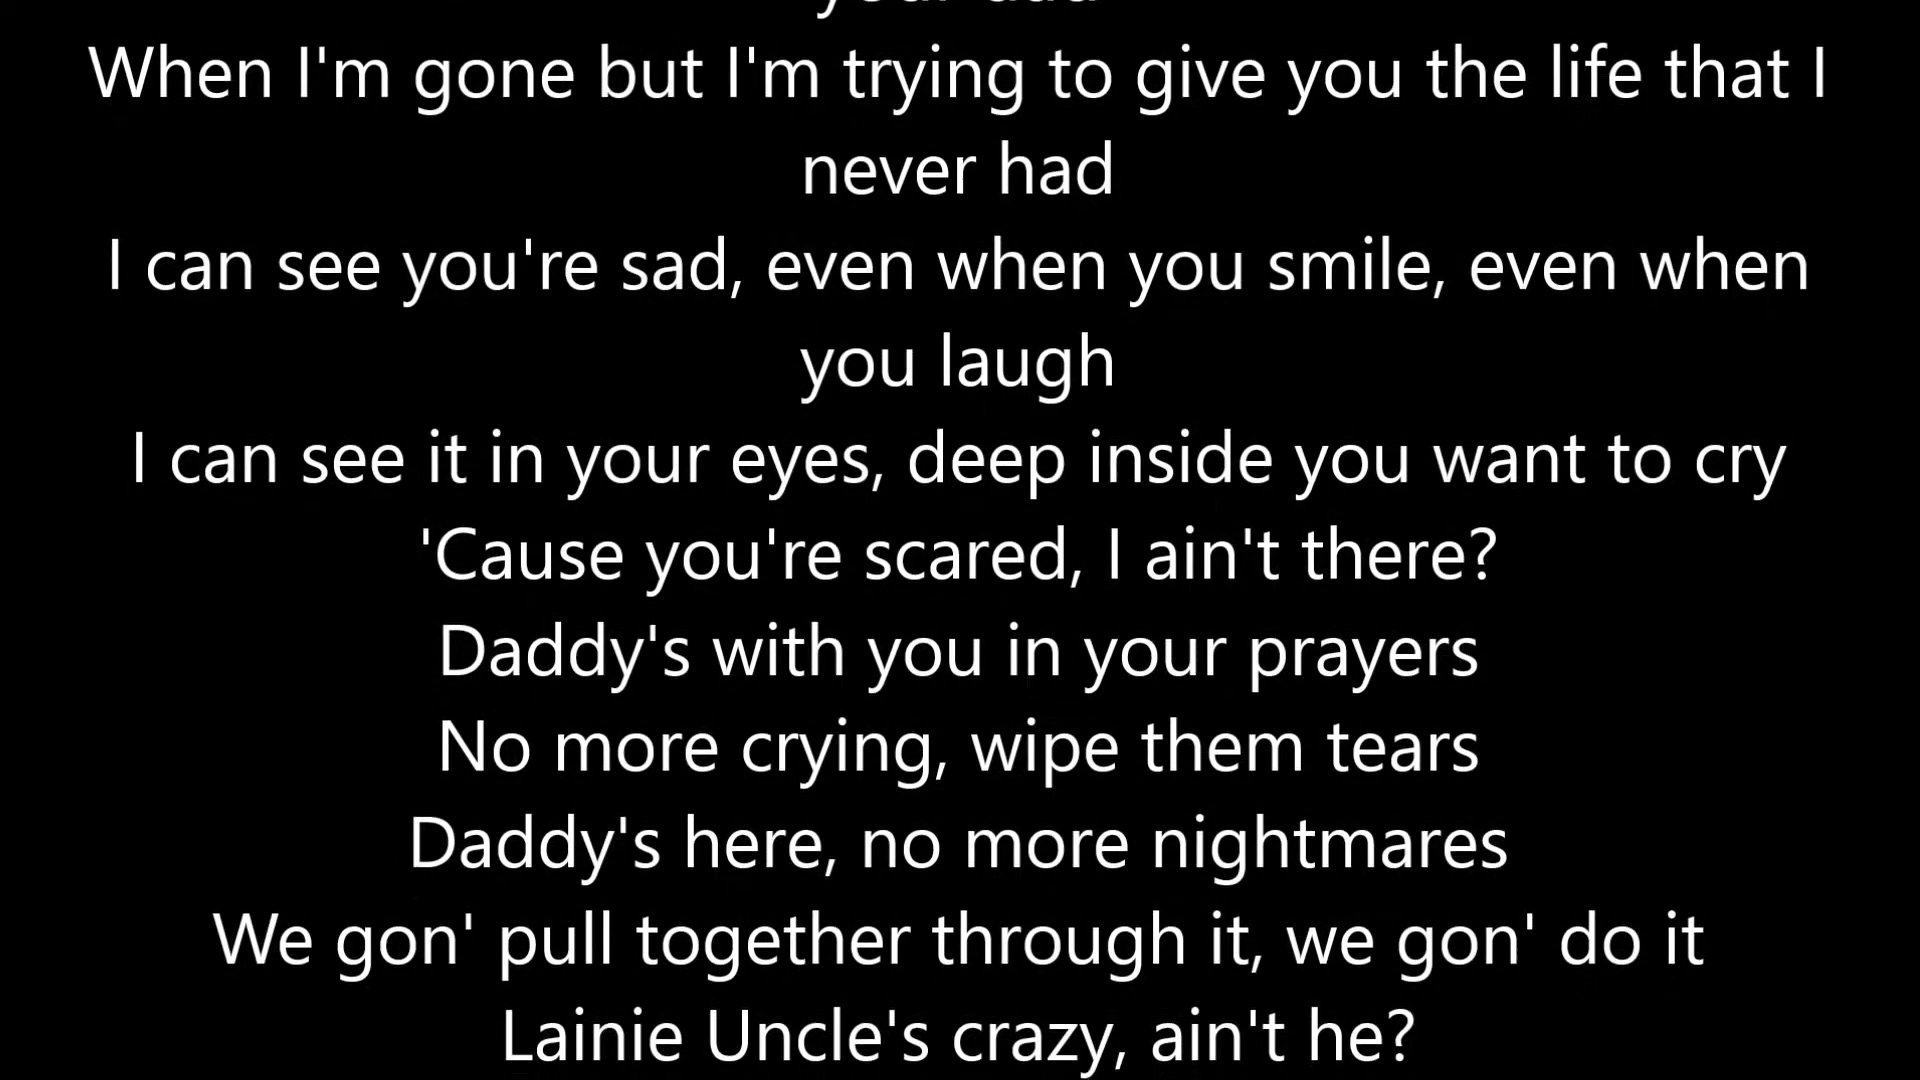 When I'm gone but I'm trying to give you the life that I
never had
I can see you're sad, even when you smile, even when
you laugh
I can see it in your eyes, deep inside you want to cry
'Cause you're scared, I ain't there?
Daddy's with you in your prayers
No more crying, wipe them tears
Daddy's here, no more nightmares
We gon' pull together through it, we gon' do it
Lainie Uncle's crazy, ain't he?